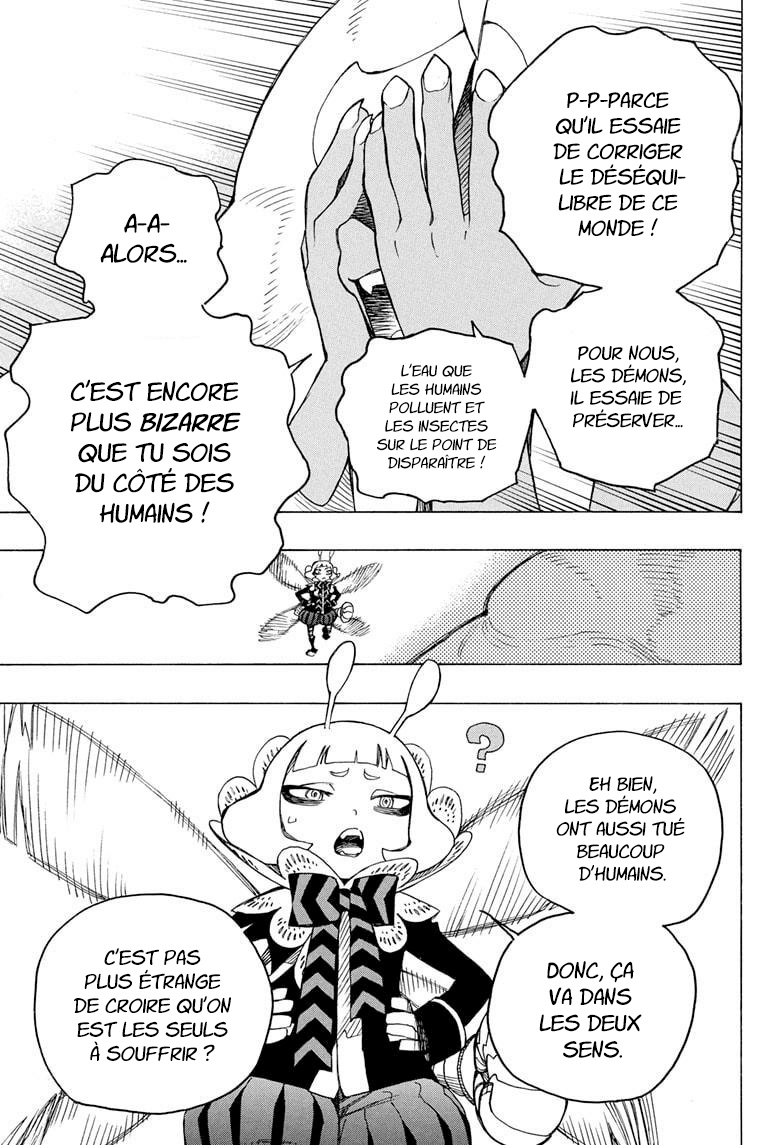 P-P-PARCE
QU'IL ESSAIE
DE CORRIGER
LE DÉSÉQUI-
LIBRE DE CE
MONDE !
POUR NOUS,
LES DÉMONS,
IL ESSAIE DE
PRÉSERVER...
L'EAU QUE
LES HUMAINS
POLLUENT ET
LES INSECTES
SUR LE POINT DE
DISPARAÎTRE !
A-A-
ALORS...
C'EST ENCORE
PLUS BIZARRE
QUE TU SOIS
DU CÔTÉ DES
HUMAINS !
?
EH BIEN,
LES DÉMONS
ONT AUSSI TUÉ
BEAUCOUP
D'HUMAINS.
DONC, ÇA
VA DANS
LES DEUX
SENS.
C'EST PAS
PLUS ÉTRANGE
DE CROIRE QU'ON
EST LES SEULS
À SOUFFRIR ?